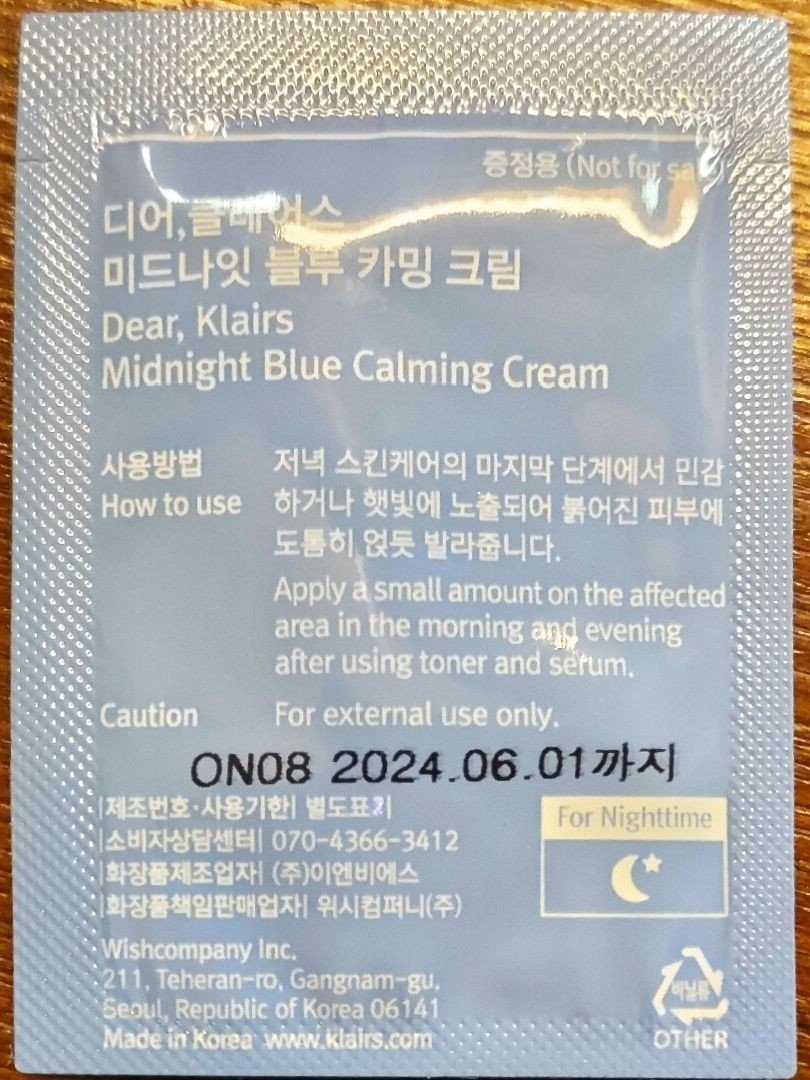 증정용 (Not for
디어,클레어스
미드나잇 블루 카밍 크림
Dear, Klairs
Midnight Blue Calming Cream
사용방법
How to use
저녁 스킨케어의 마지막 단계에서 민감
하거나 햇빛에 노출되어 붉어진 피부에
도톰히 얹듯 발라줍니다.
Apply a small amount on the affected
area in the morning and evening
after using toner and serum.
Caution For external use only.
ON08 2024.06.01까지
|제조번호·사용기한| 별도표기
|소비자상담센터| 070-4366-3412
|화장품제조업자| (주)이엔비에스
|화장품책임판매업자| 위시컴퍼니(주)
For Nighttime
Wishcompany Inc.
211, Teheran-ro, Gangnam-gu,
Seoul, Republic of Korea 06141
Made in Korea www.klairs.com
비닐류
OTHER